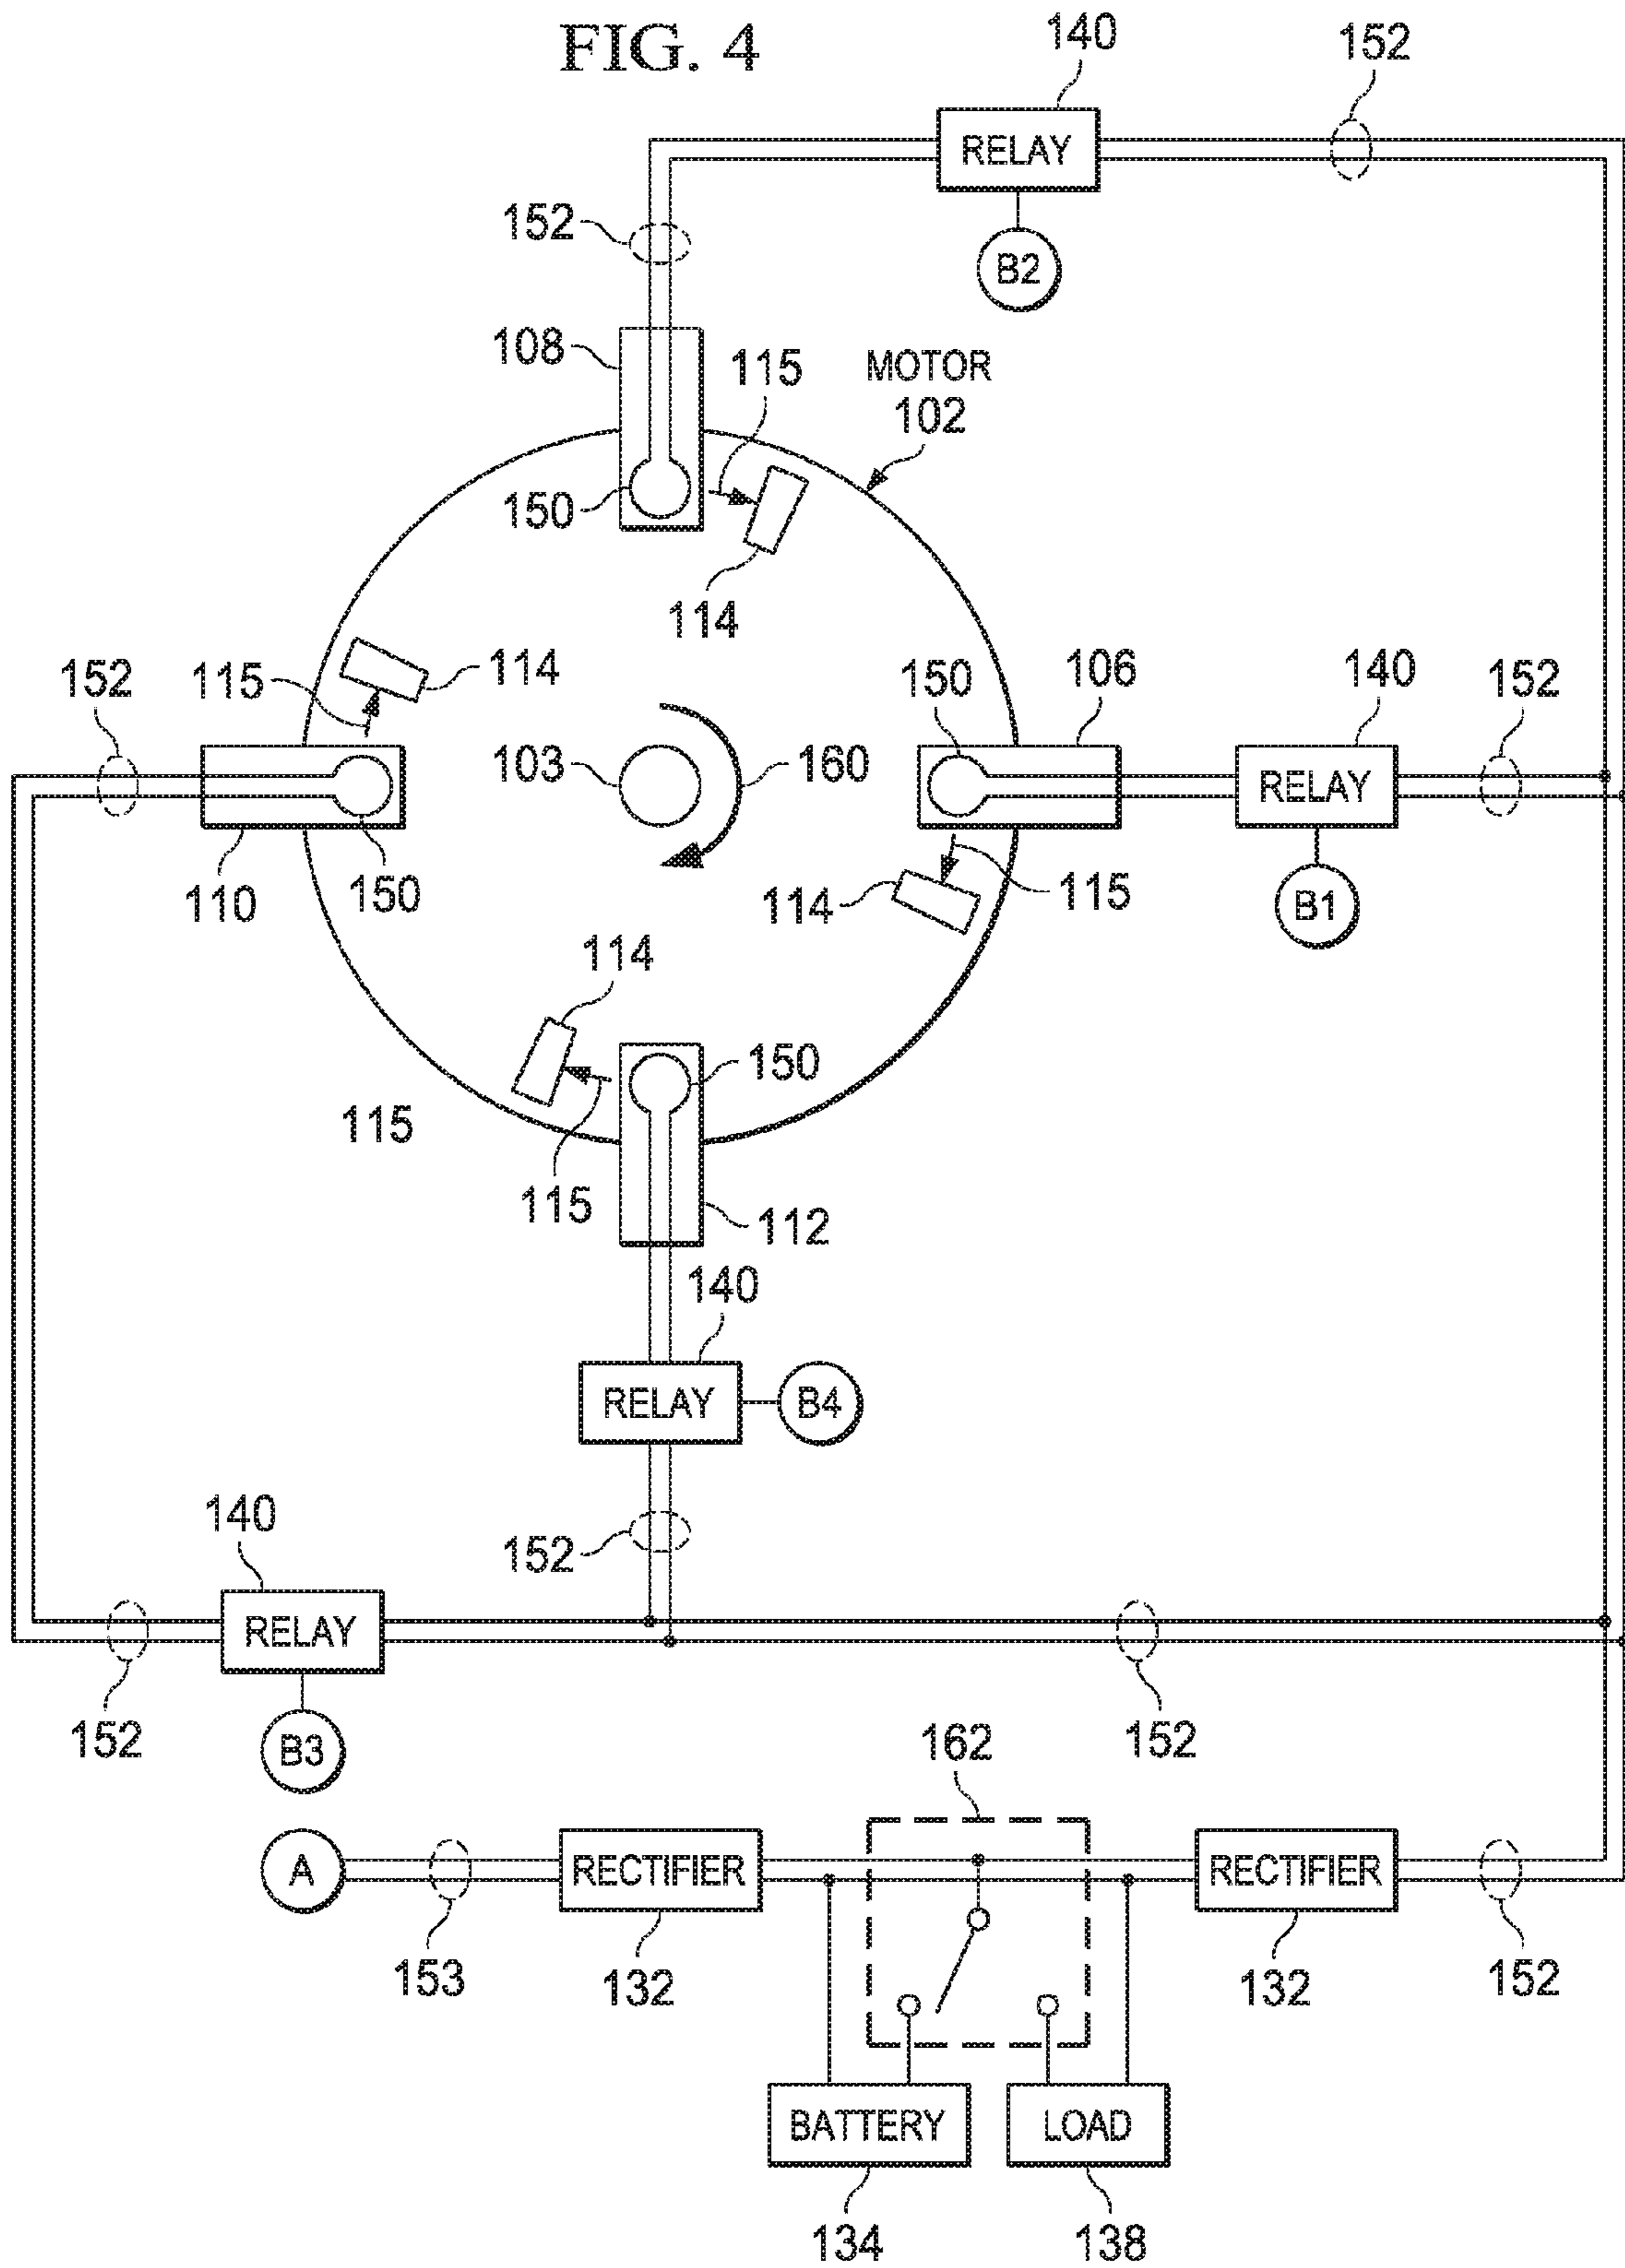 FIG. 4
140
152
RELAY
152
B2
108
115
MOTOR
102
150
114
152
115
114
150
106
140
152
103
160
RELAY
110
150
114
115
B1
114
150
115
115
112
140
RELAY
B4
140
152
RELAY
152
B3
152
162
A
RECTIFIER
RECTIFIER
153
132
132
152
BATTERY
LOAD
134
138